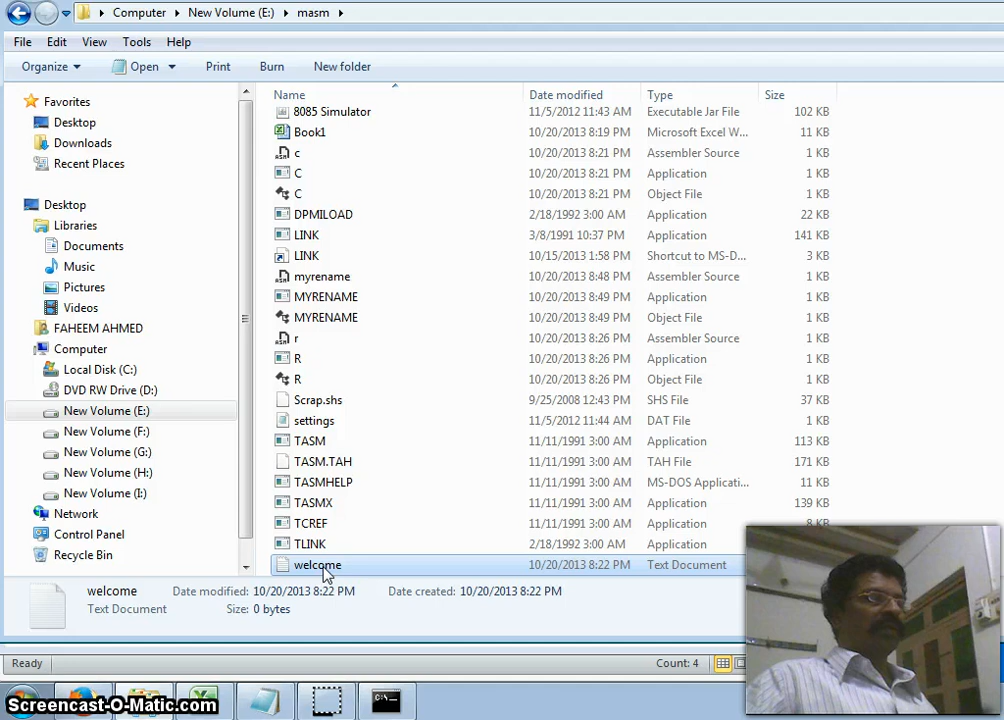 Computer New Volume (E:) masm
File Edit View Tools Help
Organize Open Print Burn New folder
Favorites
Desktop
Downloads
Recent Places
Desktop
Libraries
Documents
Music
Pictures
Videos
FAHEEM AHMED
Computer
Local Disk (C:)
DVD RW Drive (D:)
New Volume (E:)
New Volume (F:)
New Volume (G:)
New Volume (H:)
New Volume (I:)
Network
Control Panel
Recycle Bin
Name Date modified Type Size
8085 Simulator 11/5/2012 11:43 AM Executable Jar File 102 KB
Book1 10/20/2013 8:19 PM Microsoft Excel W... 11 KB
c 10/20/2013 8:21 PM Assembler Source 1 KB
C 10/20/2013 8:21 PM Application 1 KB
C 10/20/2013 8:21 PM Object File 1 KB
DPMILOAD 2/18/1992 3:00 AM Application 22 KB
LINK 3/8/1991 10:37 PM Application 141 KB
LINK 10/15/2013 1:58 PM Shortcut to MS-D... 3 KB
myrename 10/20/2013 8:48 PM Assembler Source 1 KB
MYRENAME 10/20/2013 8:49 PM Application 1 KB
MYRENAME 10/20/2013 8:49 PM Object File 1 KB
r 10/20/2013 8:26 PM Assembler Source 1 KB
R 10/20/2013 8:26 PM Application 1 KB
R 10/20/2013 8:26 PM Object File 1 KB
Scrap.shs 9/25/2008 12:43 PM SHS File 37 KB
settings 11/5/2012 11:44 AM DAT File 1 KB
TASM 11/11/1991 3:00 AM Application 113 KB
TASM.TAH 11/11/1991 3:00 AM TAH File 171 KB
TASMHELP 11/11/1991 3:00 AM MS-DOS Applicati... 11 KB
TASMX 11/11/1991 3:00 AM Application 139 KB
TCREF 11/11/1991 3:00 AM Application 8 KB
TLINK 2/18/1992 3:00 AM Application
welcome 10/20/2013 8:22 PM Text Document
welcome Date modified: 10/20/2013 8:22 PM Date created: 10/20/2013 8:22 PM
Text Document Size: 0 bytes
Ready Count: 4
Screencast-O-Matic.com